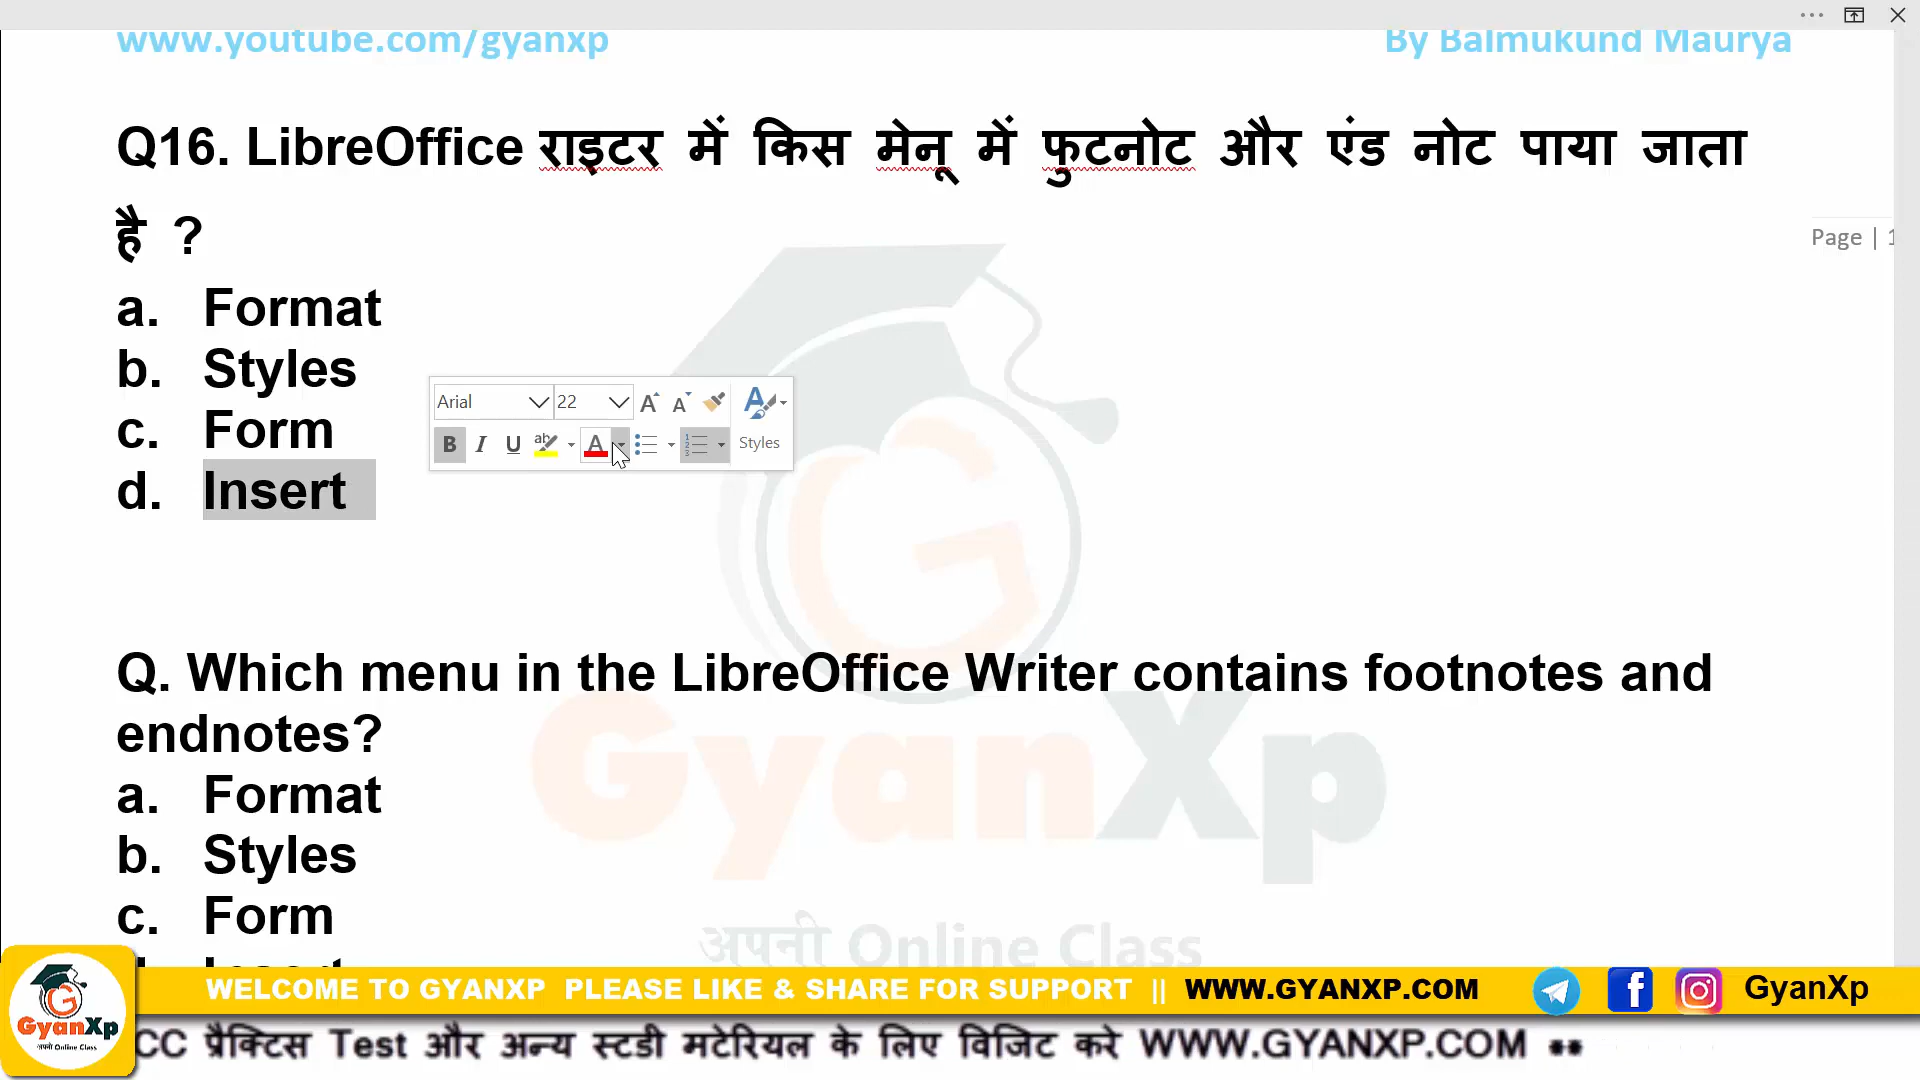 www.youtube.com/gyanxp By Balmukund Maurya
Q16. LibreOffice राइटर में किस मेनू में फुटनोट और एंड नोट पाया जाता
है ?
Page | 1
a. Format
b. Styles
c. Form
d. Insert
Arial 22
Styles
Q. Which menu in the LibreOffice Writer contains footnotes and
endnotes?
a. Format
b. Styles
c. Form
GyanXp
अपनी Online Class
WELCOME TO GYANXP PLEASE LIKE & SHARE FOR SUPPORT || WWW.GYANXP.COM GyanXp
GyanXp
अपनी Online Class
CC प्रैक्टिस Test और अन्य स्टडी मटेरियल के लिए विजिट करे WWW.GYANXP.COM